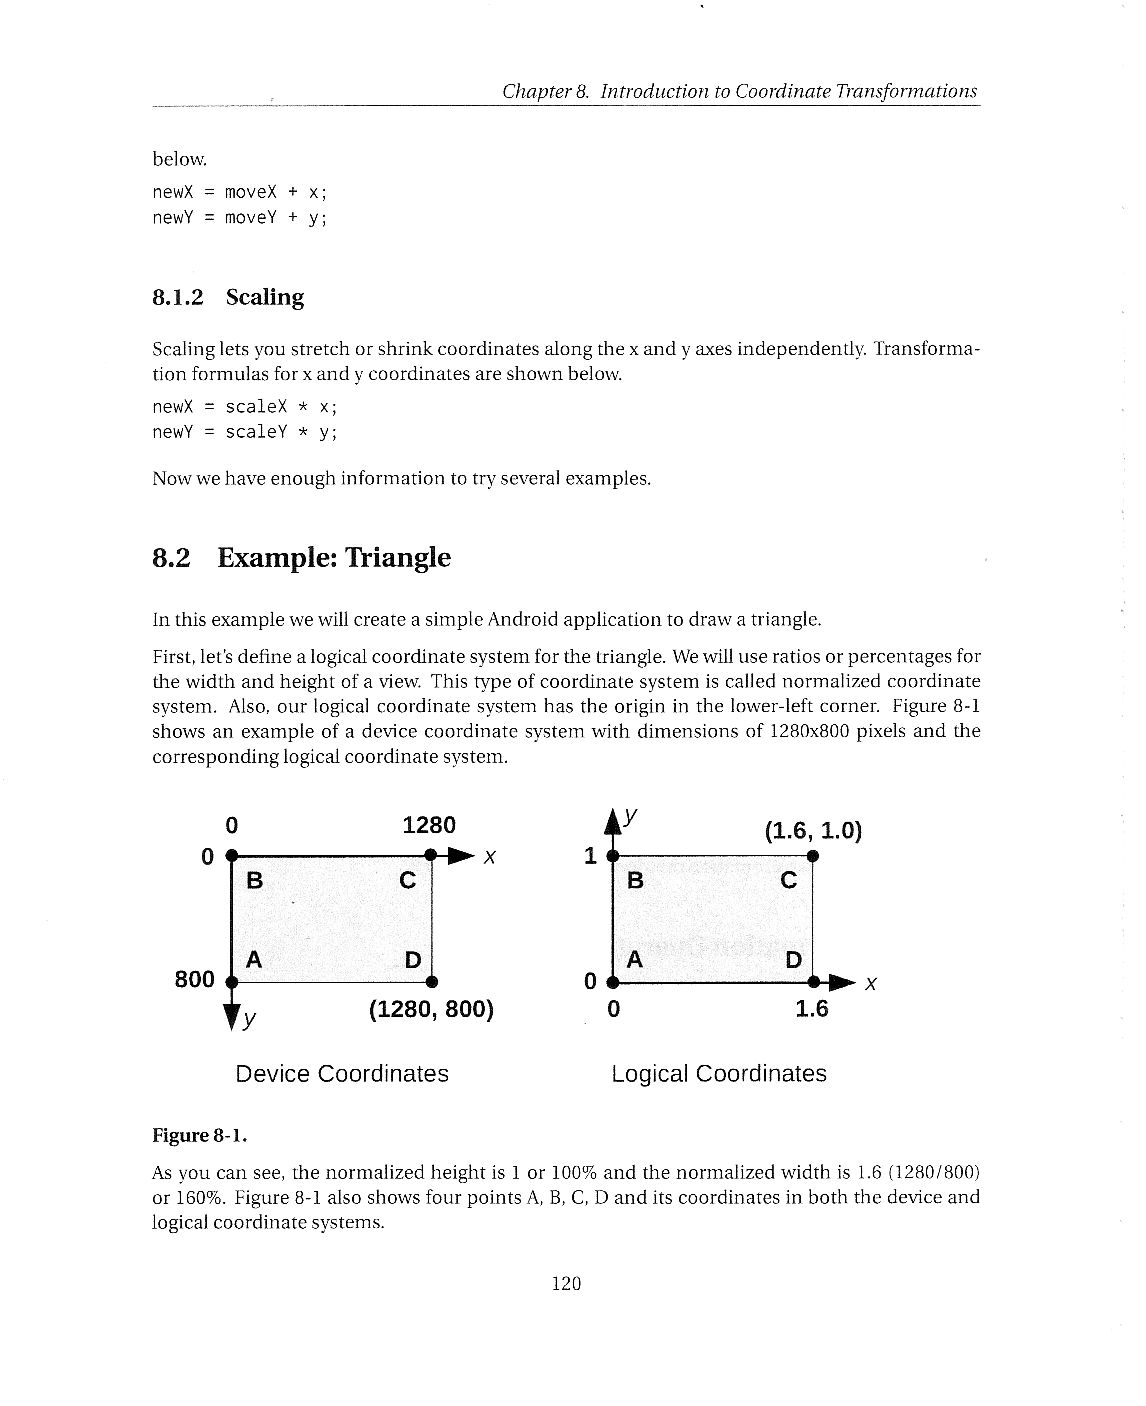 Chapter 8. Introduction to Coordinate Transformations
below.
newX = moveX + x;
newY = moveY + y;
8.1.2 Scaling
Scaling lets you stretch or shrink coordinates along the x and y axes independently. Transforma-
tion formulas for x and y coordinates are shown below.
newX = scaleX * x;
newY = scaleY * y;
Now we have enough information to try several examples.
8.2 Example: Triangle
In this example we will create a simple Android application to draw a triangle.
First, let's define a logical coordinate system for the triangle. We will use ratios or percentages for
the width and height of a view. This type of coordinate system is called normalized coordinate
system. Also, our logical coordinate system has the origin in the lower-left corner. Figure 8-1
shows an example of a device coordinate system with dimensions of 1280x800 pixels and the
corresponding logical coordinate system.
0 1280
0 x
B C
A D
800
y (1280, 800)
Device Coordinates
y (1.6, 1.0)
1
B C
A D
0 x
0 1.6
Logical Coordinates
Figure 8-1.
As you can see, the normalized height is 1 or 100% and the normalized width is 1.6 (1280/800)
or 160%. Figure 8-1 also shows four points A, B, C, D and its coordinates in both the device and
logical coordinate systems.
120